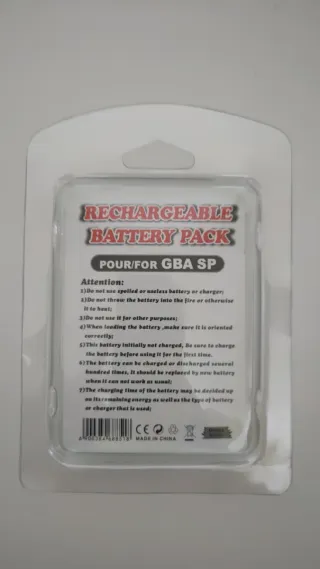 RECHARGEABLE
BATTERY PACK
POUR/FOR GBA SP
Attention:
1)Do not use spoiled or useless battery or charger;
2)Do not throw the battery into the fire or otherwise
it to heat;
3)Do not use it for other purposes;
4)When loading the battery ,make sure it is oriented
correctly;
5)This battery initially not charged, Be sure to charge
the battery before using it for the first time.
6)The battery can be charged or discharged several
hundred times, It should be replaced by new battery
when it can not work as usual;
7)The charging time of the battery may be decided up
on its remaining energy as well as the type of battery
or charger that is used;
CE
MADE IN CHINA